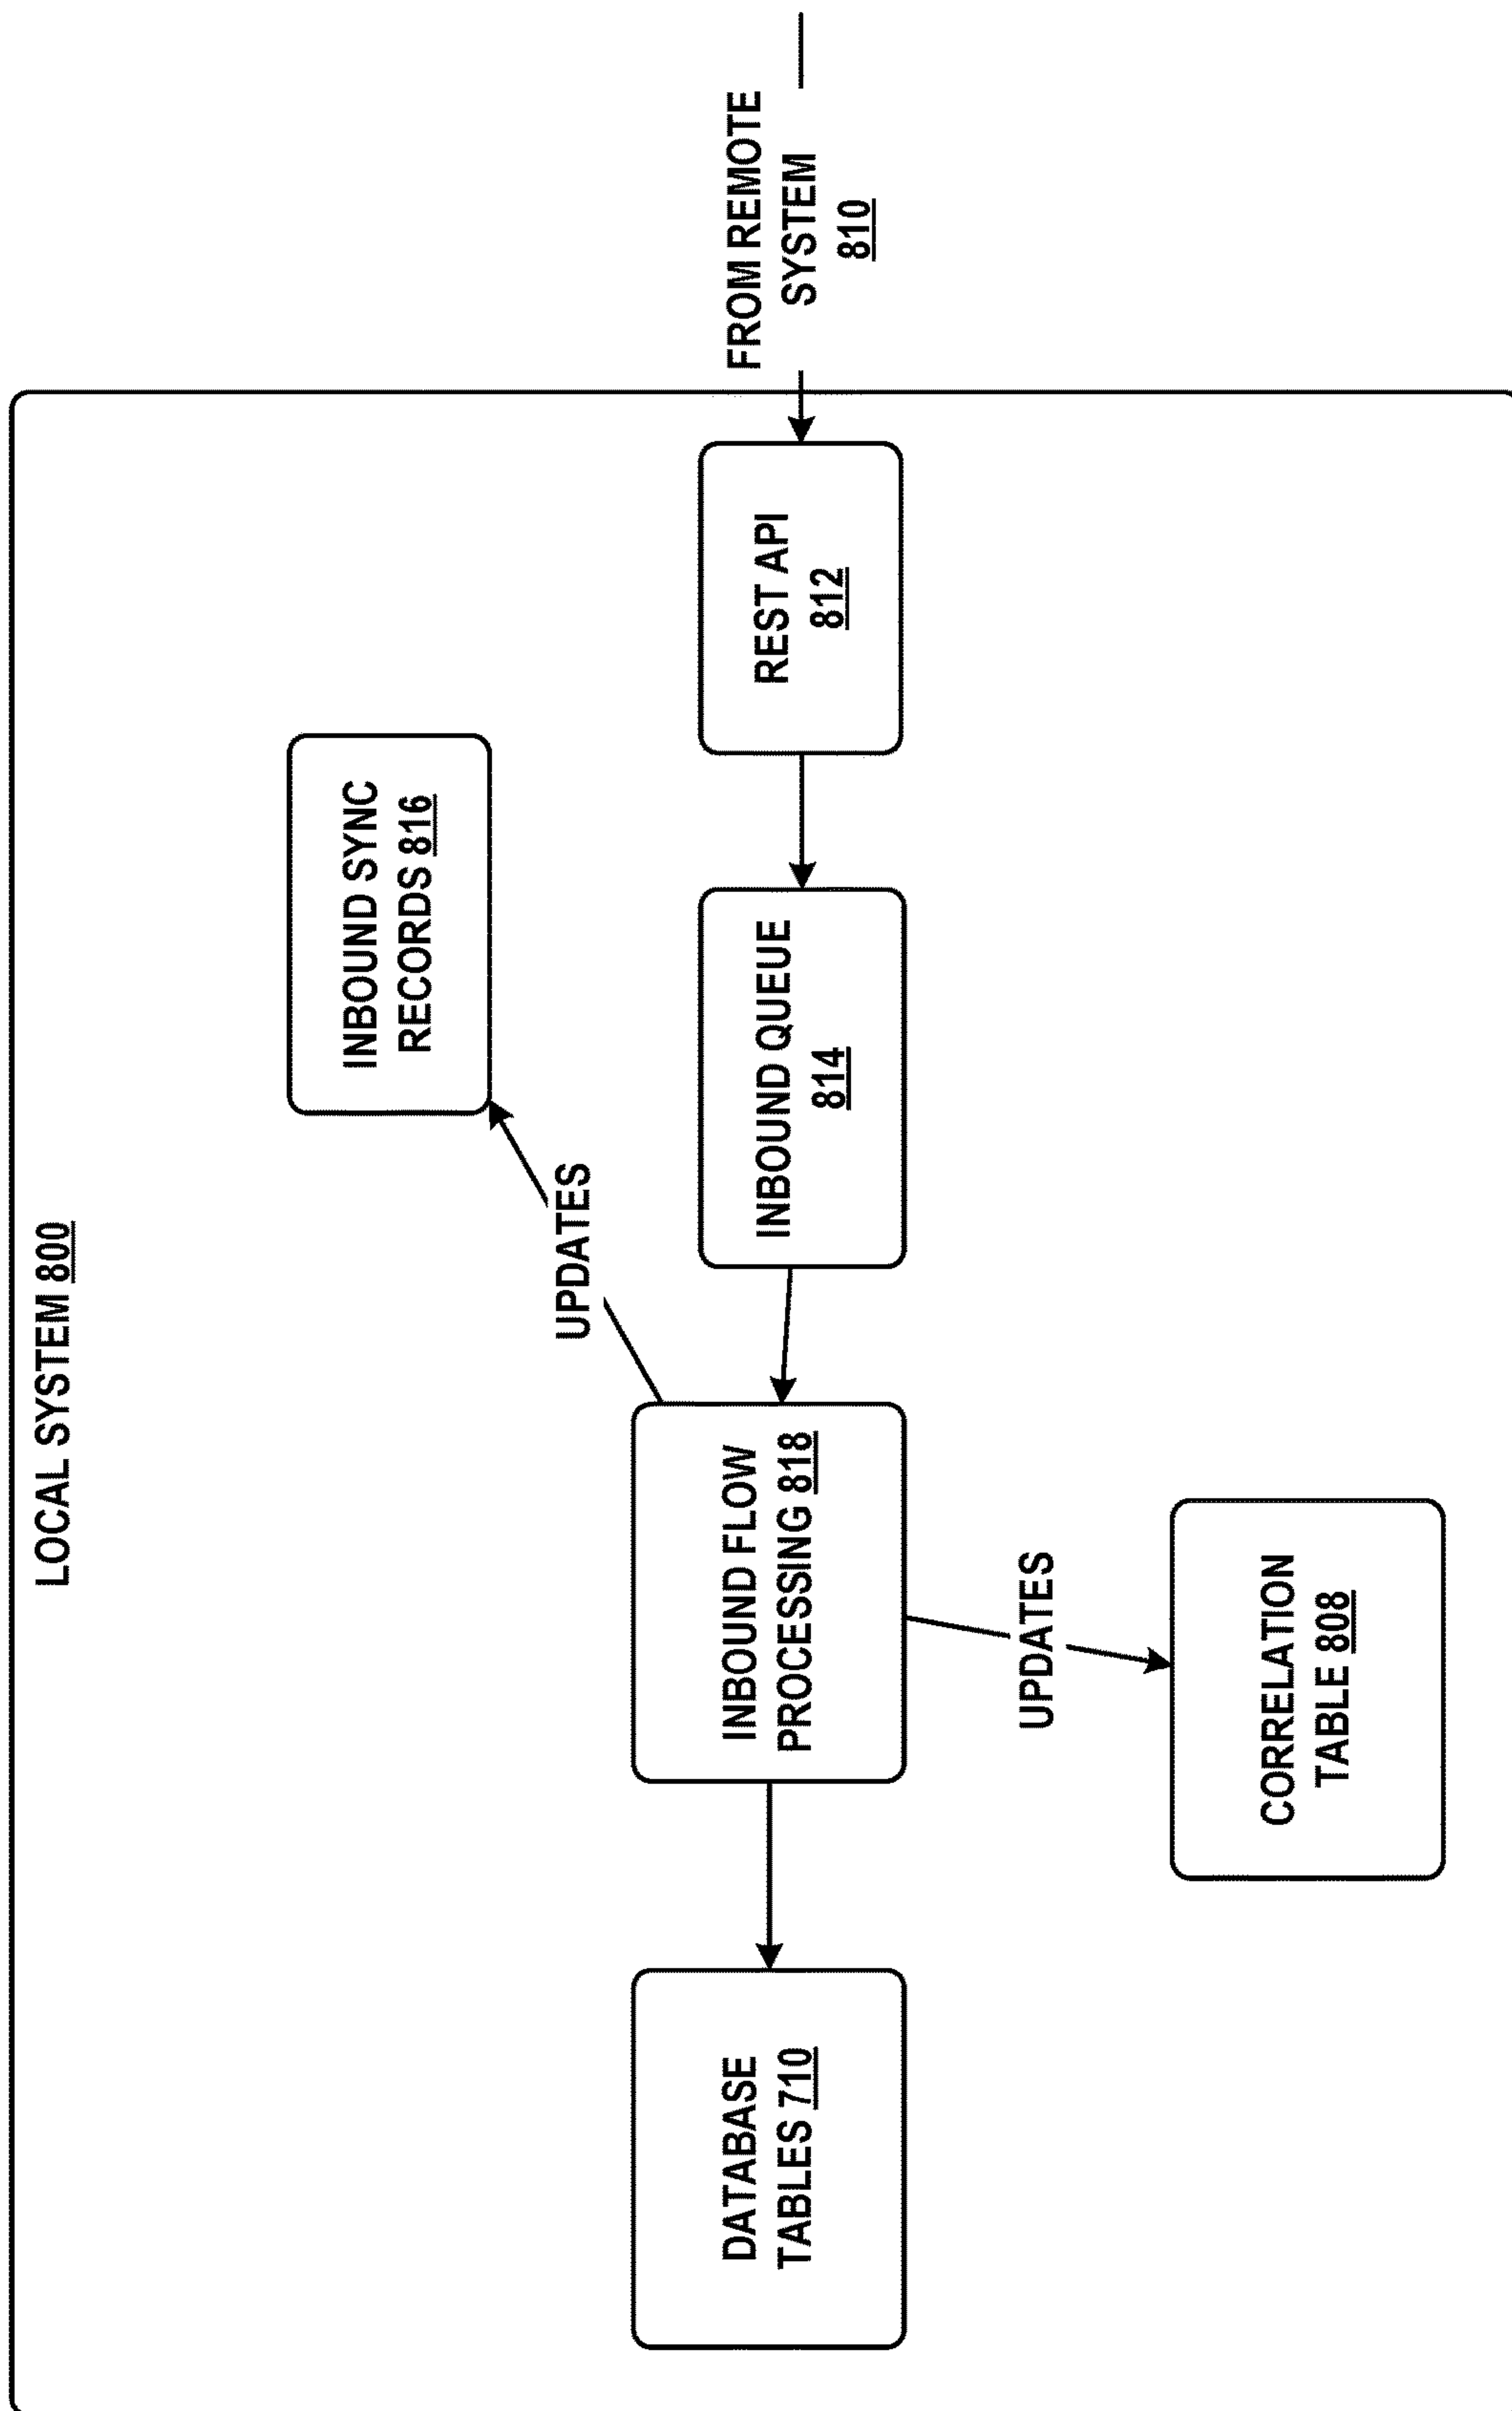 LOCAL SYSTEM 800
INBOUND SYNC
RECORDS 816
UPDATES
DATABASE
TABLES 710
INBOUND FLOW
PROCESSING 818
INBOUND QUEUE
814
REST API
812
FROM REMOTE
SYSTEM
810
UPDATES
CORRELATION
TABLE 808